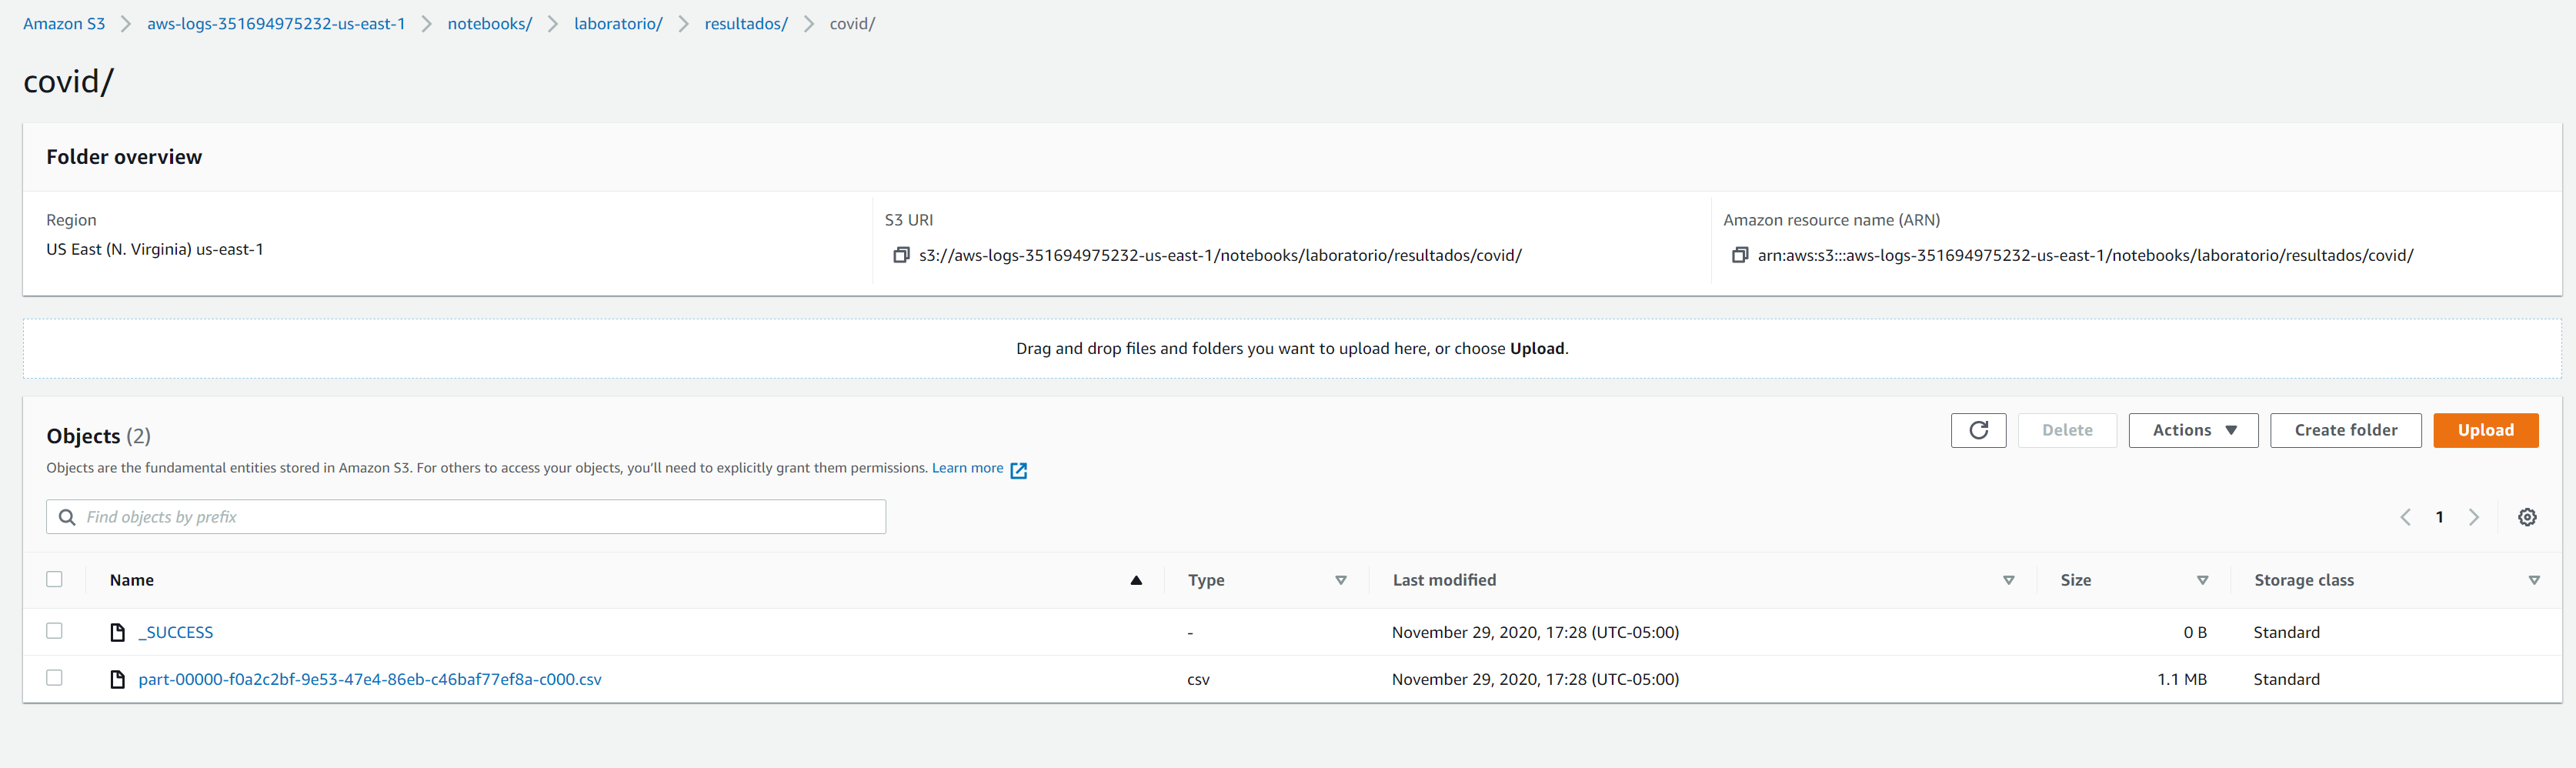 Amazon S3 > aws-logs-351694975232-us-east-1 > notebooks/ > laboratorio/ > resultados/ > covid/
covid/
Folder overview
Region
US East (N. Virginia) us-east-1
S3 URI
s3://aws-logs-351694975232-us-east-1/notebooks/laboratorio/resultados/covid/
Amazon resource name (ARN)
arn:aws:s3:::aws-logs-351694975232-us-east-1/notebooks/laboratorio/resultados/covid/
Drag and drop files and folders you want to upload here, or choose Upload.
Objects (2)
Delete Actions Create folder Upload
Objects are the fundamental entities stored in Amazon S3. For others to access your objects, you'll need to explicitly grant them permissions. Learn more
Find objects by prefix
1
Name Type Last modified Size Storage class
_SUCCESS - November 29, 2020, 17:28 (UTC-05:00) 0 B Standard
part-00000-f0a2c2bf-9e53-47e4-86eb-c46baf77ef8a-c000.csv csv November 29, 2020, 17:28 (UTC-05:00) 1.1 MB Standard